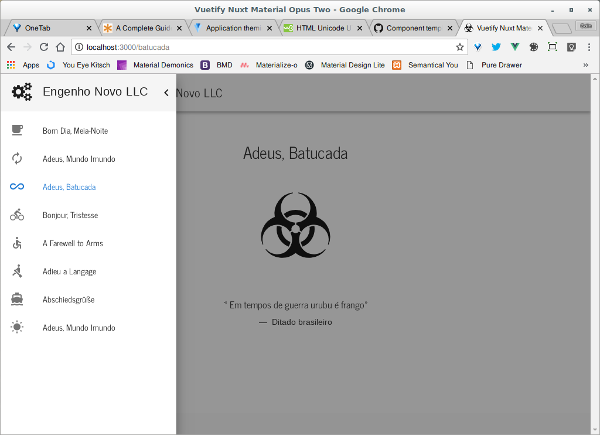 Vuetify Nuxt Material Opus Two - Google Chrome
OneTab
A Complete Guid
Application themi
HTML Unicode U
Component temp
Vuetify Nuxt Mate
localhost:3000/batucada
Apps
You Eye Kitsch
Material Demonics
BMD
Materialize-o
Material Design Lite
Semantical You
Pure Drawer
»
Engenho Novo LLC
Novo LLC
Bom Dia, Meia-Noite
Adeus, Mundo Imundo
Adeus, Batucada
Bonjour, Tristesse
A Farewell to Arms
Adieu a Langage
Abschiedsgrüße
Adeus, Mundo Imundo
Adeus, Batucada
" Em tempos de guerra urubu é frango"
— Ditado brasileiro